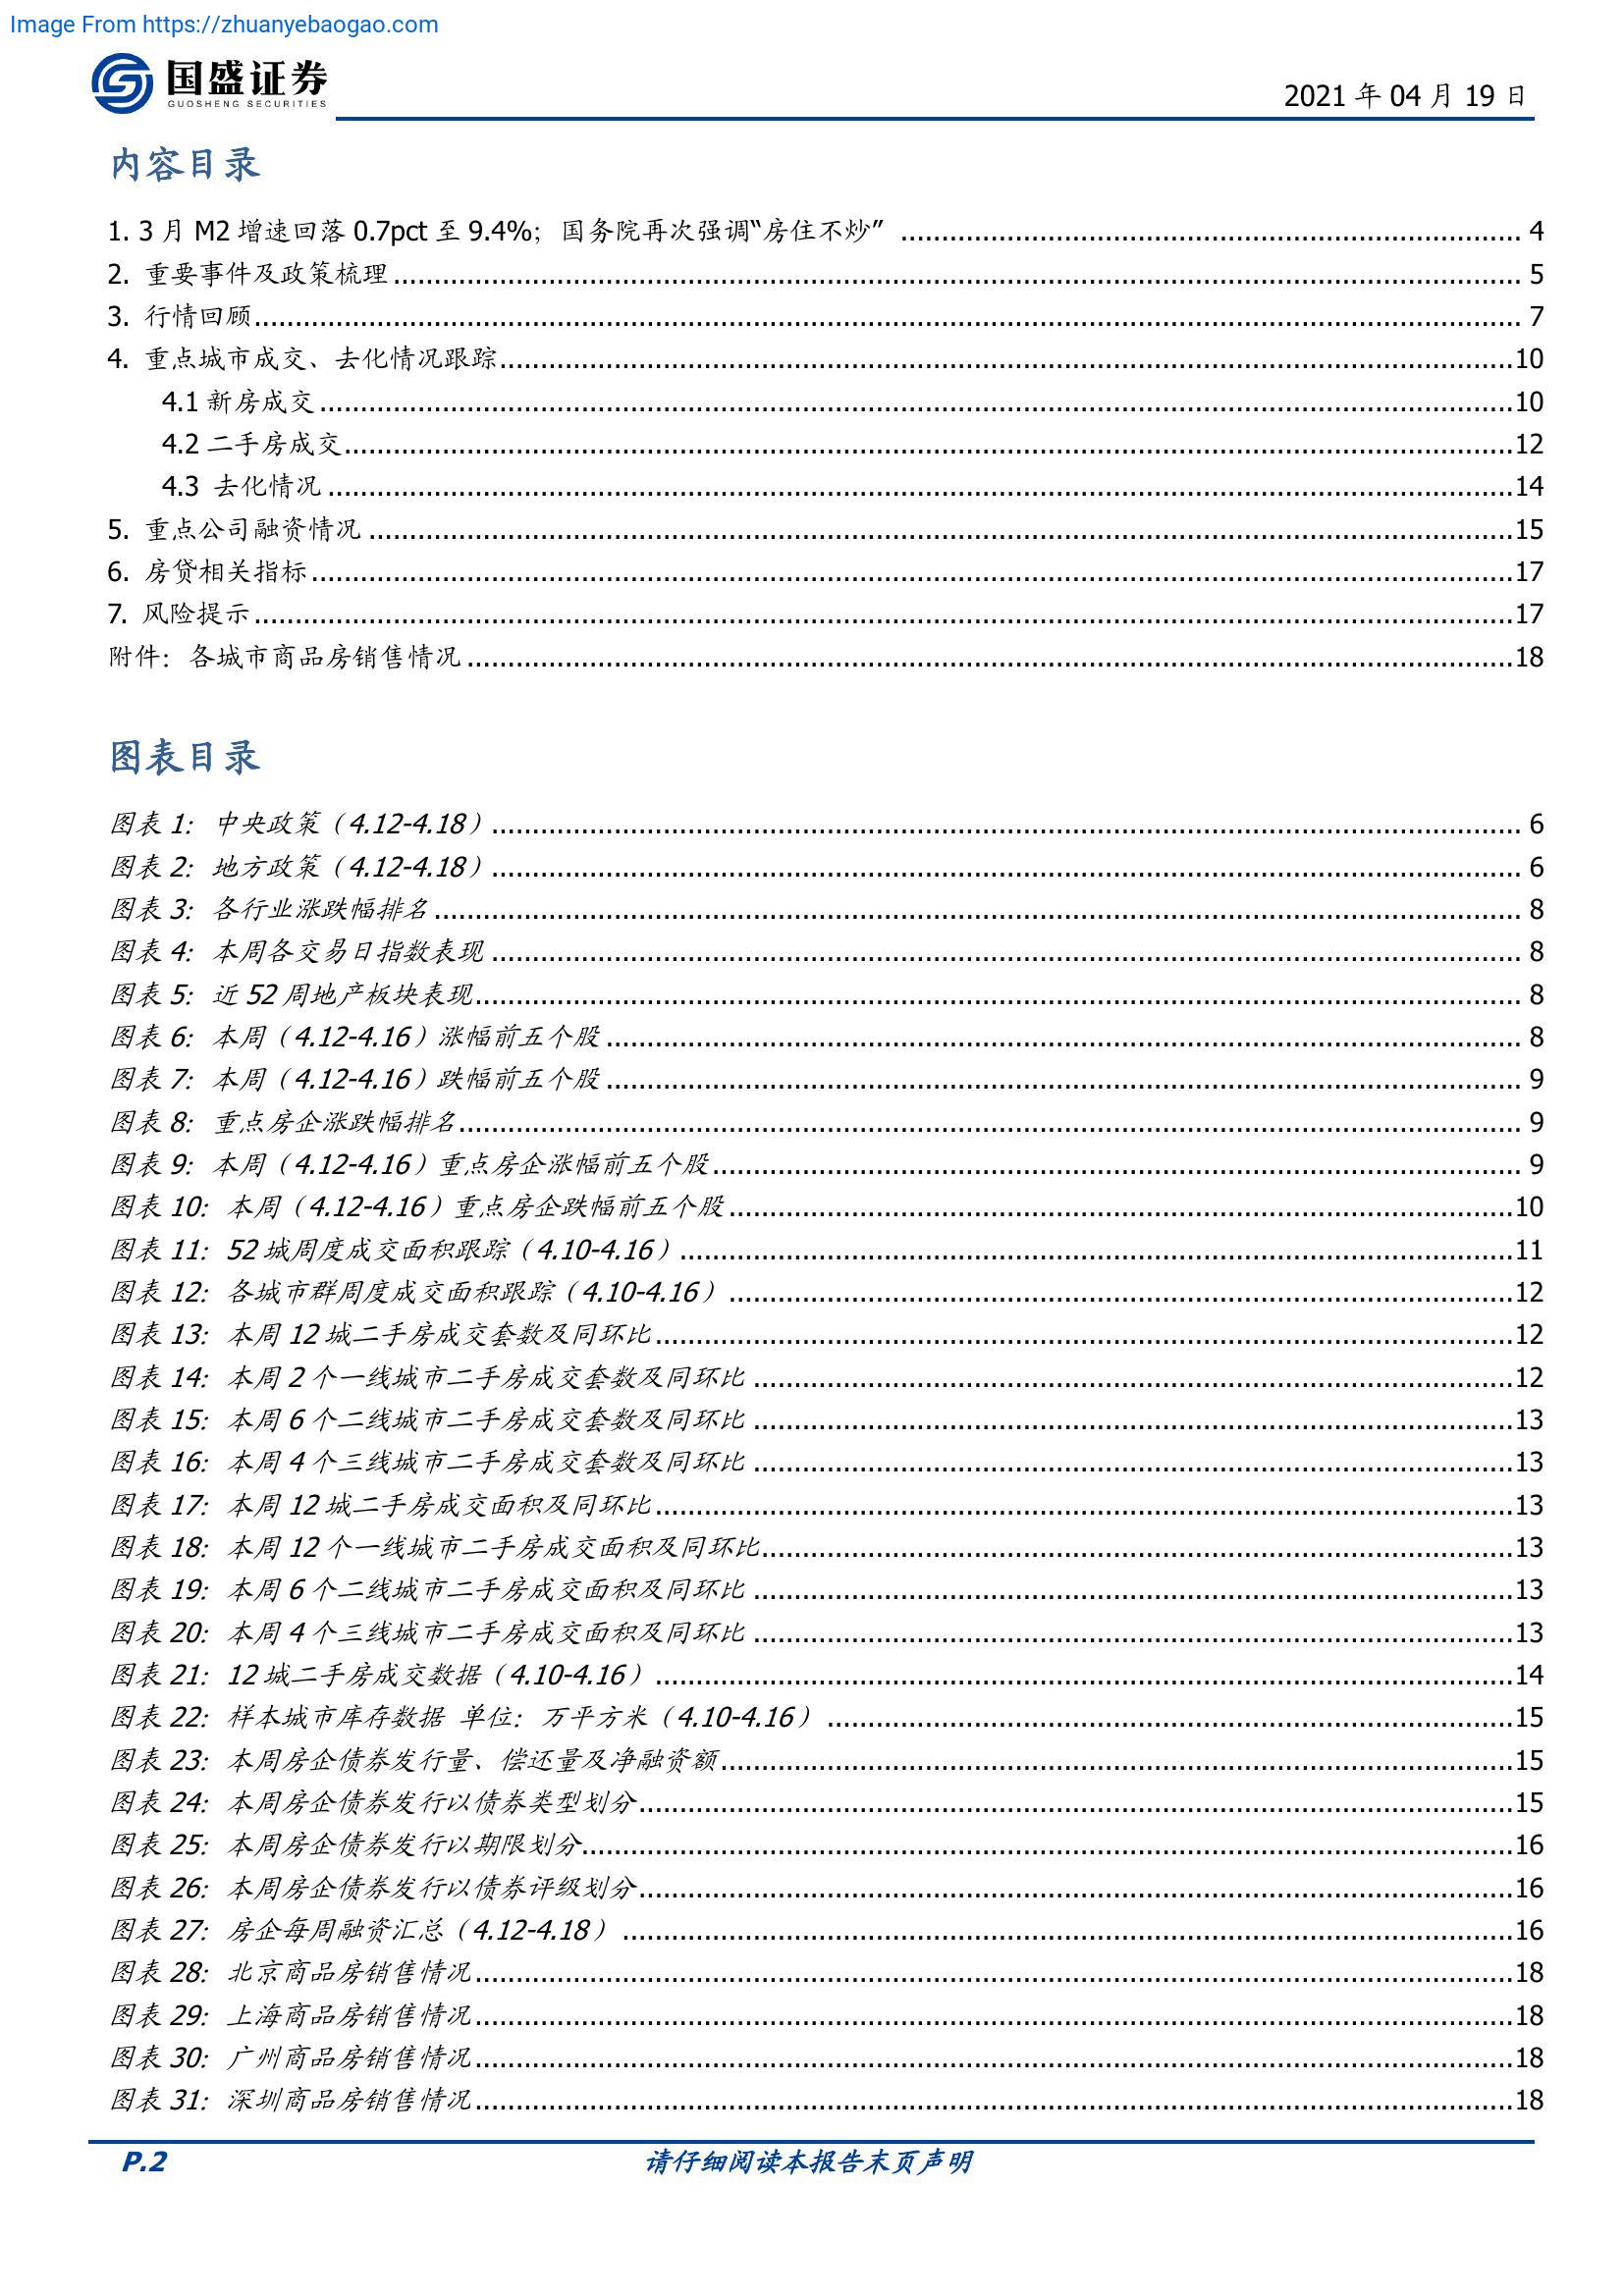 Image From https://zhuanyebaogao.com
国盛证券
GUOSHENG SECURITIES
2021 年 04 月 19 日
内容目录
1. 3 月 M2 增速回落 0.7pct 至 9.4%；国务院再次强调“房住不炒” 4
2. 重要事件及政策梳理 5
3. 行情回顾 7
4. 重点城市成交、去化情况跟踪 10
4.1 新房成交 10
4.2 二手房成交 12
4.3 去化情况 14
5. 重点公司融资情况 15
6. 房贷相关指标 17
7. 风险提示 17
附件：各城市商品房销售情况 18
图表目录
图表 1：中央政策（4.12-4.18） 6
图表 2：地方政策（4.12-4.18） 6
图表 3：各行业涨跌幅排名 8
图表 4：本周各交易日指数表现 8
图表 5：近 52 周地产板块表现 8
图表 6：本周（4.12-4.16）涨幅前五个股 8
图表 7：本周（4.12-4.16）跌幅前五个股 9
图表 8：重点房企涨跌幅排名 9
图表 9：本周（4.12-4.16）重点房企涨幅前五个股 9
图表 10：本周（4.12-4.16）重点房企跌幅前五个股 10
图表 11：52 城周度成交面积跟踪（4.10-4.16） 11
图表 12：各城市群周度成交面积跟踪（4.10-4.16） 12
图表 13：本周 12 城二手房成交套数及同环比 12
图表 14：本周 2 个一线城市二手房成交套数及同环比 12
图表 15：本周 6 个二线城市二手房成交套数及同环比 13
图表 16：本周 4 个三线城市二手房成交套数及同环比 13
图表 17：本周 12 城二手房成交面积及同环比 13
图表 18：本周 12 个一线城市二手房成交面积及同环比 13
图表 19：本周 6 个二线城市二手房成交面积及同环比 13
图表 20：本周 4 个三线城市二手房成交面积及同环比 13
图表 21：12 城二手房成交数据（4.10-4.16） 14
图表 22：样本城市库存数据 单位：万平方米（4.10-4.16） 15
图表 23：本周房企债券发行量、偿还量及净融资额 15
图表 24：本周房企债券发行以债券类型划分 15
图表 25：本周房企债券发行以期限划分 16
图表 26：本周房企债券发行以债券评级划分 16
图表 27：房企每周融资汇总（4.12-4.18） 16
图表 28：北京商品房销售情况 18
图表 29：上海商品房销售情况 18
图表 30：广州商品房销售情况 18
图表 31：深圳商品房销售情况 18
P.2 请仔细阅读本报告末页声明